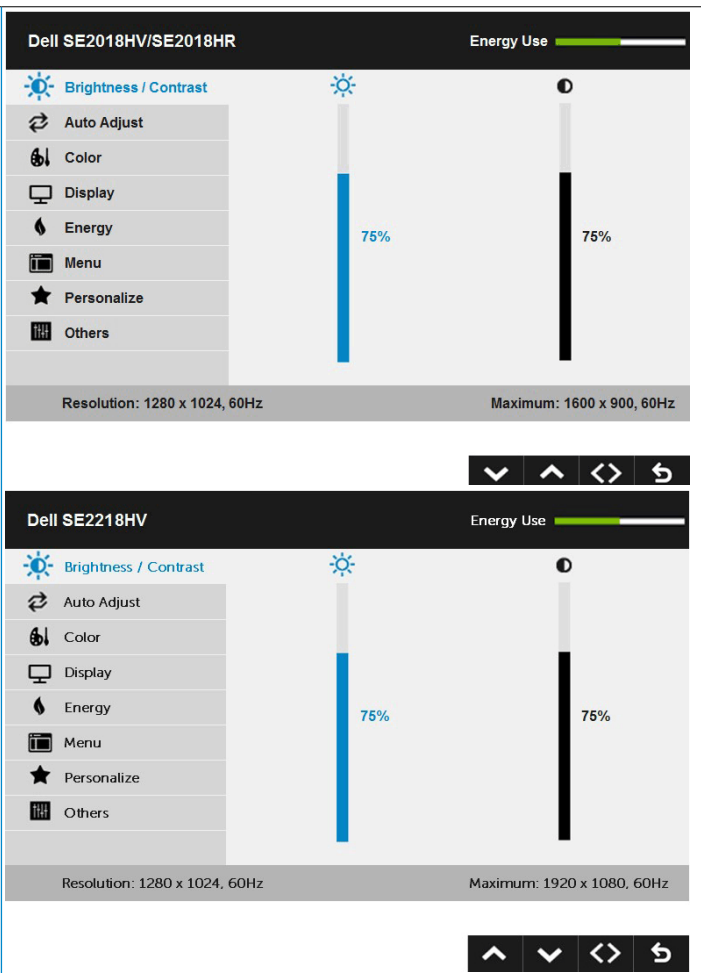 Dell SE2018HV/SE2018HR Energy Use
Brightness / Contrast
Auto Adjust
Color
Display
Energy
75% 75%
Menu
Personalize
Others
Resolution: 1280 x 1024, 60Hz Maximum: 1600 x 900, 60Hz
Dell SE2218HV Energy Use
Brightness / Contrast
Auto Adjust
Color
Display
Energy
75% 75%
Menu
Personalize
Others
Resolution: 1280 x 1024, 60Hz Maximum: 1920 x 1080, 60Hz